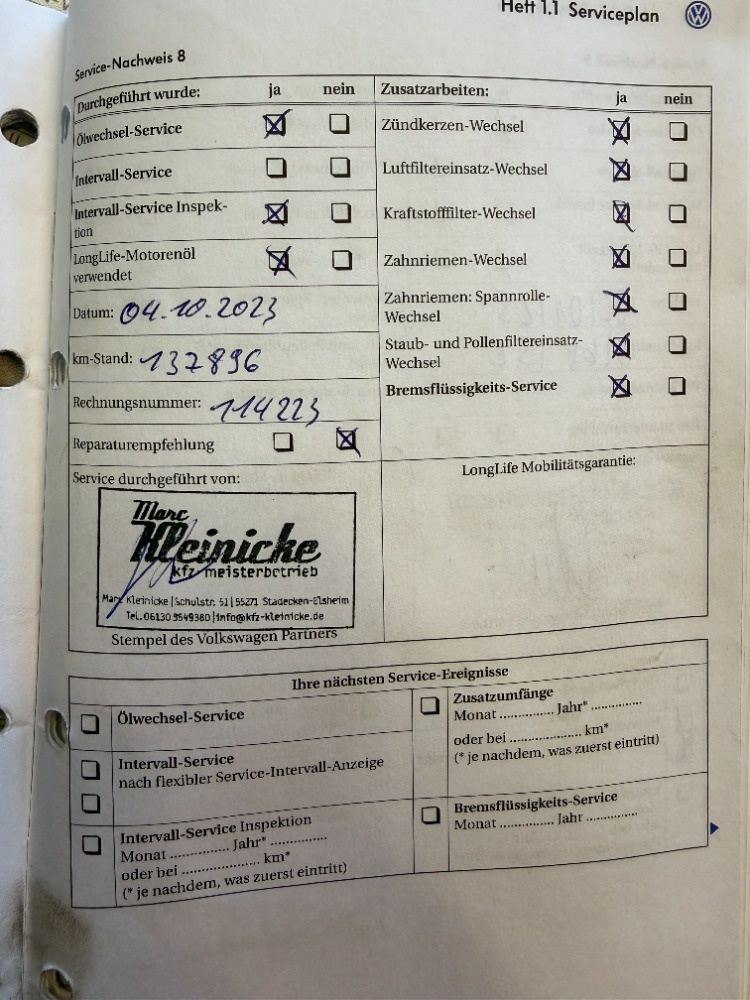 Heft 1.1 Serviceplan
Service-Nachweis 8
Durchgeführt wurde: ja nein
Ölwechsel-Service
Intervall-Service
Intervall-Service Inspek-
tion
LongLife-Motorenöl
verwendet
Datum: 04.10.2023
km-Stand: 137896
Rechnungsnummer: 114223
Reparaturempfehlung
Zusatzarbeiten: ja nein
Zündkerzen-Wechsel
Luftfiltereinsatz-Wechsel
Kraftstofffilter-Wechsel
Zahnriemen-Wechsel
Zahnriemen: Spannrolle-
Wechsel
Staub- und Pollenfiltereinsatz-
Wechsel
Bremsflüssigkeits-Service
Service durchgeführt von:
Marc
Kleinicke
kfz-meisterbetrieb
Marc Kleinicke | Schulstr. 51 | 55271 Stadecken-Elsheim
Tel. 06130 9549380 | info@kfz-kleinicke.de
Stempel des Volkswagen Partners
LongLife Mobilitätsgarantie:
Ihre nächsten Service-Ereignisse
Ölwechsel-Service
Intervall-Service
nach flexibler Service-Intervall-Anzeige
Intervall-Service Inspektion
Monat .............. Jahr* .............
oder bei .................... km*
(* je nachdem, was zuerst eintritt)
Zusatzumfänge
Monat ............. Jahr* .............
oder bei .................. km*
(* je nachdem, was zuerst eintritt)
Bremsflüssigkeits-Service
Monat ............. Jahr .............